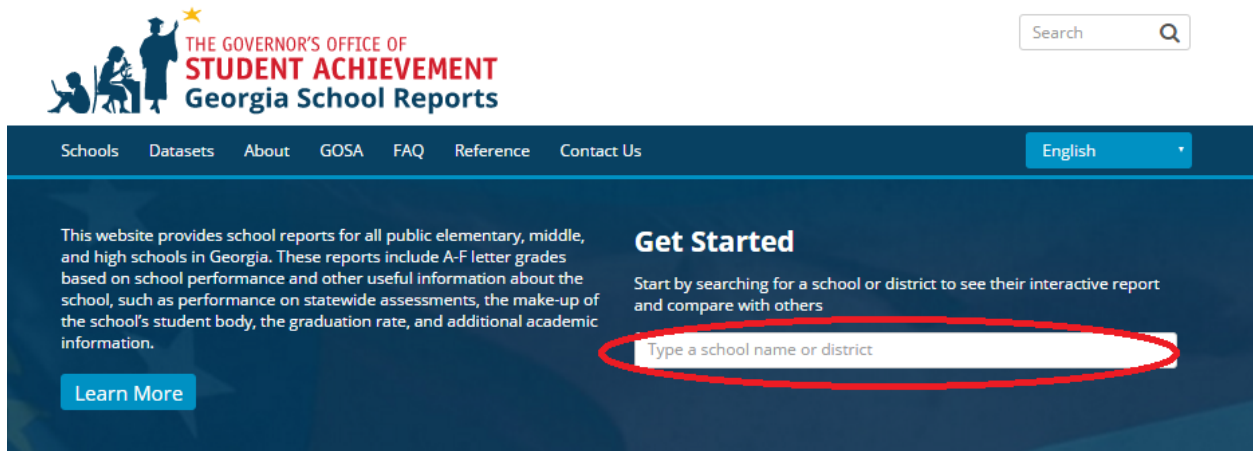 THE GOVERNOR'S OFFICE OF
STUDENT ACHIEVEMENT
Georgia School Reports
Search
Schools Datasets About GOSA FAQ Reference Contact Us
English
This website provides school reports for all public elementary, middle,
and high schools in Georgia. These reports include A-F letter grades
based on school performance and other useful information about the
school, such as performance on statewide assessments, the make-up of
the school's student body, the graduation rate, and additional academic
information.
Learn More
Get Started
Start by searching for a school or district to see their interactive report
and compare with others
Type a school name or district